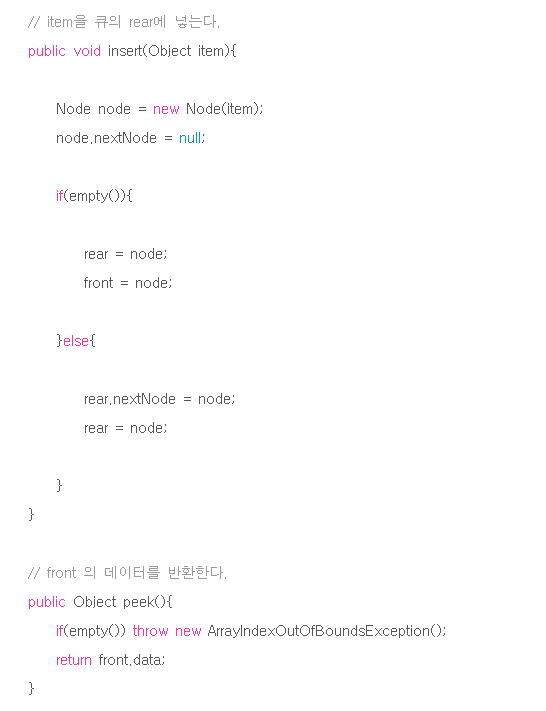 // item을 큐의 rear에 넣는다.
public void insert(Object item){
Node node = new Node(item);
node.nextNode = null;
if(empty()){
rear = node;
front = node;
}else{
rear.nextNode = node;
rear = node;
}
}
// front 의 데이터를 반환한다.
public Object peek(){
if(empty()) throw new ArrayIndexOutOfBoundsException();
return front.data;
}